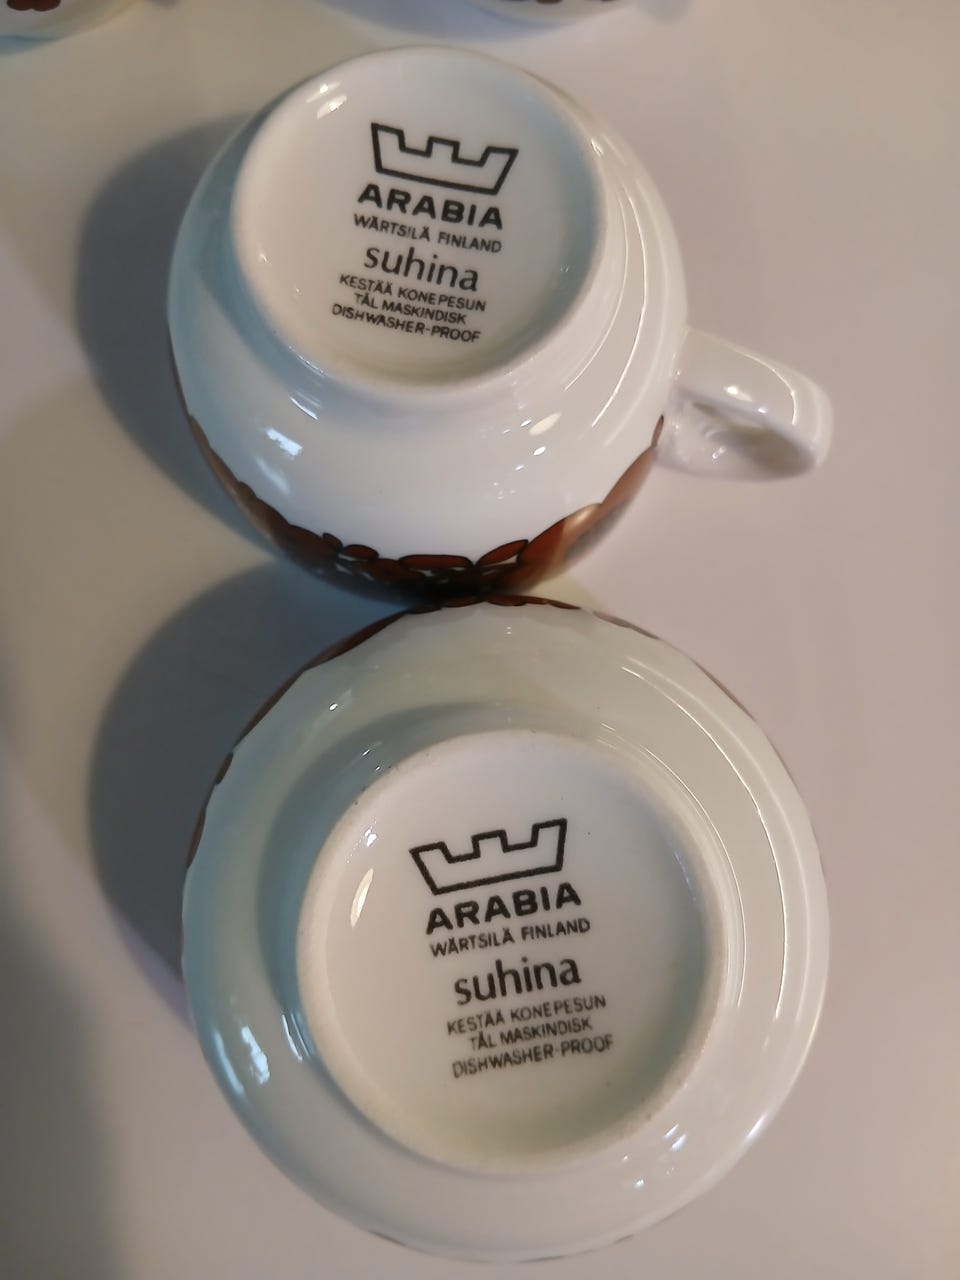 ARABIA
WÄRTSILÄ FINLAND
suhina
KESTÄÄ KONEPESUN
TÅL MASKINDISK
DISHWASHER-PROOF
ARABIA
WÄRTSILÄ FINLAND
suhina
KESTÄÄ KONEPESUN
TÅL MASKINDISK
DISHWASHER-PROOF